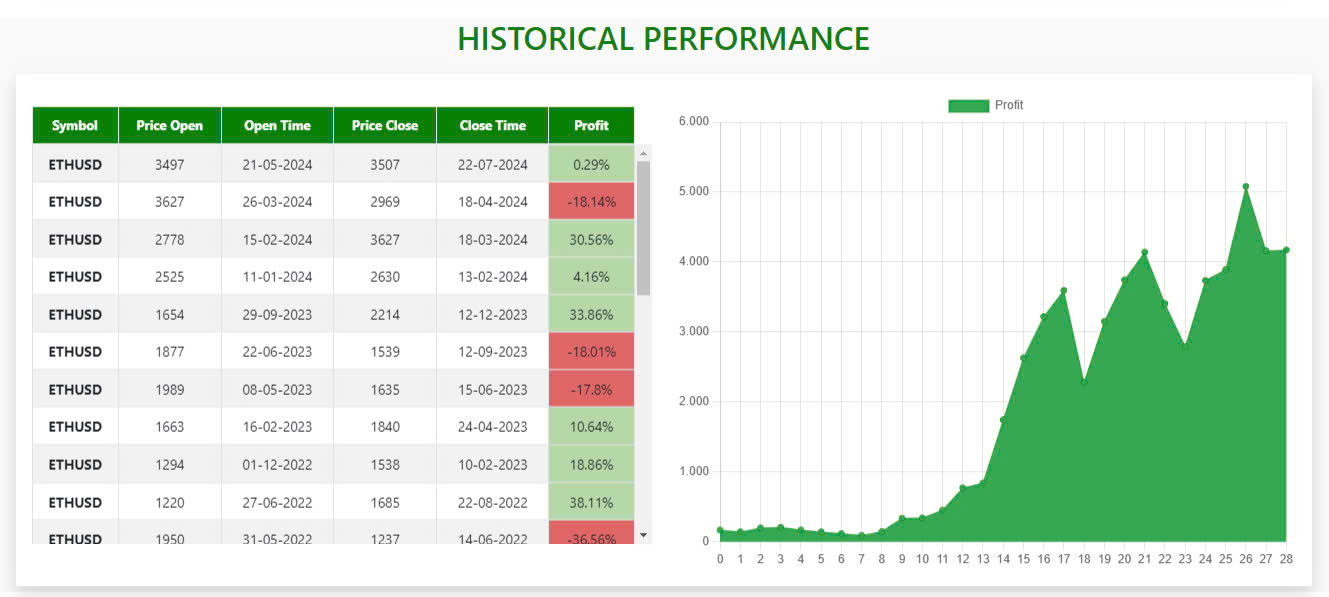 HISTORICAL PERFORMANCE
Symbol Price Open Open Time Price Close Close Time Profit
ETHUSD 3497 21-05-2024 3507 22-07-2024 0.29%
ETHUSD 3627 26-03-2024 2969 18-04-2024 -18.14%
ETHUSD 2778 15-02-2024 3627 18-03-2024 30.56%
ETHUSD 2525 11-01-2024 2630 13-02-2024 4.16%
ETHUSD 1654 29-09-2023 2214 12-12-2023 33.86%
ETHUSD 1877 22-06-2023 1539 12-09-2023 -18.01%
ETHUSD 1989 08-05-2023 1635 15-06-2023 -17.8%
ETHUSD 1663 16-02-2023 1840 24-04-2023 10.64%
ETHUSD 1294 01-12-2022 1538 10-02-2023 18.86%
ETHUSD 1220 27-06-2022 1685 22-08-2022 38.11%
ETHUSD 1950 31-05-2022 1237 14-06-2022 -36.56%
Profit
6.000
5.000
4.000
3.000
2.000
1.000
0
0 1 2 3 4 5 6 7 8 9 10 11 12 13 14 15 16 17 18 19 20 21 22 23 24 25 26 27 28